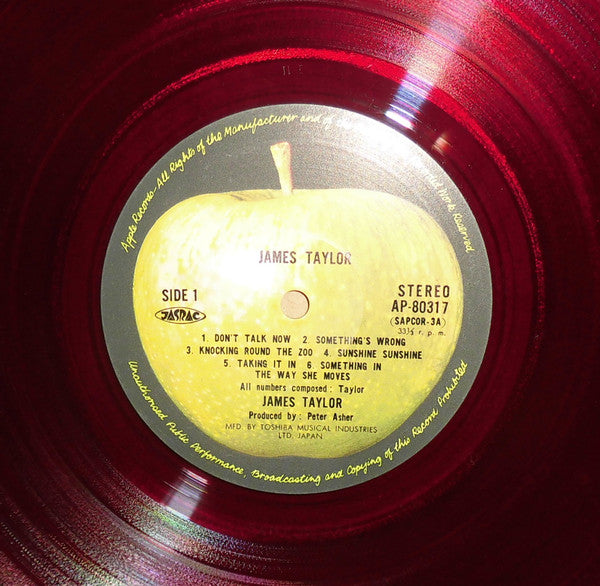 Apple Records-All Rights of the Manufacturer and of the
Work Reserved
JAMES TAYLOR
SIDE 1
JASRAC
STEREO
AP-80317
(SAPCOR-3A)
33⅓ r. p. m.
1. DON'T TALK NOW 2. SOMETHING'S WRONG
3. KNOCKING ROUND THE ZOO 4. SUNSHINE SUNSHINE
5. TAKING IT IN 6. SOMETHING IN
THE WAY SHE MOVES
All numbers composed: Taylor
JAMES TAYLOR
Produced by: Peter Asher
MFD. BY TOSHIBA MUSICAL INDUSTRIES
LTD. JAPAN
Unauthorised Public Performance, Broadcasting and Copying of this Record Prohibited